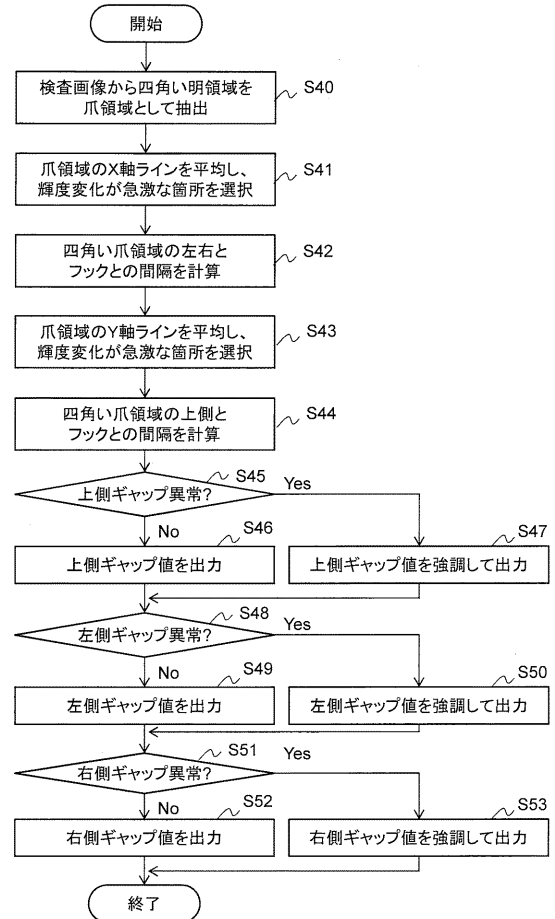 開始
検査画像から四角い明領域を
爪領域として抽出
S40
爪領域のX軸ラインを平均し、
輝度変化が急激な箇所を選択
S41
四角い爪領域の左右と
フックとの間隔を計算
S42
爪領域のY軸ラインを平均し、
輝度変化が急激な箇所を選択
S43
四角い爪領域の上側と
フックとの間隔を計算
S44
上側ギャップ異常?
S45
Yes
No
上側ギャップ値を出力
S46
上側ギャップ値を強調して出力
S47
左側ギャップ異常?
S48
Yes
No
左側ギャップ値を出力
S49
左側ギャップ値を強調して出力
S50
右側ギャップ異常?
S51
Yes
No
右側ギャップ値を出力
S52
右側ギャップ値を強調して出力
S53
終了